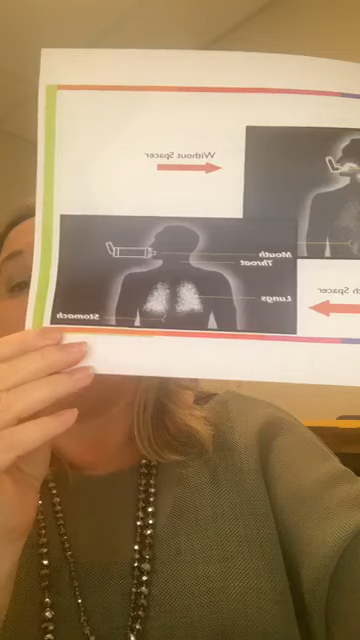 Without Spacer
Mouth
Throat
Lungs
Stomach
Spacer